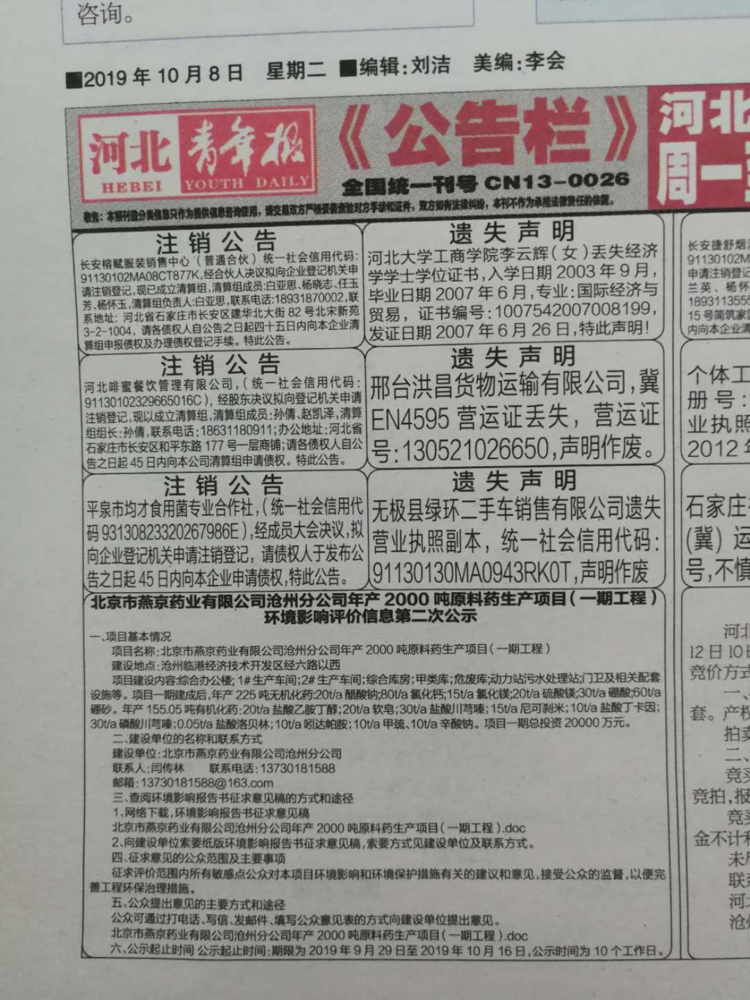 咨询。
■2019年10月8日 星期二 ■编辑:刘洁 美编:李会
河北青年报
HEBEI YOUTH DAILY
《公告栏》
全国统一刊号CN13-0026
敬告:本报刊登分类信息只作为提供信息咨询使用,请交易双方严格妥善查验对方手续和证件,双方如有法律纠纷,本刊不作为承担法律责任的依据。
河北
周一至
注销公告
长安榕赋服装销售中心(普通合伙)统一社会信用代码:
91130102MA08CT877K,经合伙人决议拟向企业登记机关申
请注销登记,现已成立清算组,清算组成员:白亚思、杨晓志、任玉
芳、杨怀玉,清算组负责人:白亚思,联系电话:18931870002,联
系地址:河北省石家庄市长安区建华北大街82号北宋新苑
3-2-1004,请各债权人自公告之日起四十五日内向本企业清
算组申报债权及办理债权登记手续。特此公告。
遗失声明
河北大学工商学院李云辉(女)丢失经济
学学士学位证书,入学日期2003年9月,
毕业日期2007年6月,专业:国际经济与
贸易,证书编号:1007542007008199,
发证日期2007年6月26日,特此声明!
注销公告
河北啡蜜餐饮管理有限公司,(统一社会信用代码:
91130102329665016C),经股东决议拟向登记机关申请
注销登记,现以成立清算组,清算组成员:孙倩、赵凯泽,清算
组组长:孙倩,联系电话:18631180911;办公地址:河北省
石家庄市长安区和平东路177号一层商铺;请各债权人自公
告之日起45日内向本公司清算组申请债权。特此公告。
遗失声明
邢台洪昌货物运输有限公司,冀
EN4595营运证丢失,营运证
号:130521026650,声明作废。
注销公告
平泉市均才食用菌专业合作社,(统一社会信用代
码93130823320267986E),经成员大会决议,拟
向企业登记机关申请注销登记,请债权人于发布公
告之日起45日内向本企业申请债权,特此公告。
遗失声明
无极县绿环二手车销售有限公司遗失
营业执照副本,统一社会信用代码:
91130130MA0943RK0T,声明作废
北京市燕京药业有限公司沧州分公司年产2000吨原料药生产项目(一期工程)
环境影响评价信息第二次公示
一、项目基本情况
项目名称:北京市燕京药业有限公司沧州分公司年产2000吨原料药生产项目(一期工程)
建设地点:沧州临港经济技术开发区经六路以西
项目建设内容:综合办公楼;1#生产车间;2#生产车间;综合库房;甲类库;危废库;动力站污水处理站;门卫及相关配套
设施等。项目一期建成后,年产225吨无机化药:20t/a醋酸钠;80t/a氯化钙;15t/a氯化镁;20t/a硫酸镁;30t/a硼酸;60t/a
硼砂。年产155.05吨有机化药:20t/a盐酸乙胺丁醇;20t/a软皂;30t/a盐酸川芎嗪;15t/a尼可刹米;10t/a盐酸丁卡因;
30t/a磷酸川芎嗪;0.05t/a盐酸洛贝林;10t/a吲达帕胺;10t/a甲硫、10t/a辛酸钠。项目一期总投资20000万元。
二、建设单位的名称和联系方式
建设单位:北京市燕京药业有限公司沧州分公司
联系人:闫传林 联系电话:13730181588
邮箱:13730181588@163.com
三、查阅环境影响报告书征求意见稿的方式和途径
1、网络下载,环境影响报告书征求意见稿
北京市燕京药业有限公司沧州分公司年产2000吨原料药生产项目(一期工程).doc
2、向建设单位索要纸版环境影响报告书征求意见稿,索要方式见建设单位及联系方式。
四、征求意见的公众范围及主要事项
征求评价范围内所有敏感点公众对本项目环境影响和环境保护措施有关的建议和意见,接受公众的监督,以便完
善工程环保治理措施。
五、公众提出意见的主要方式和途径
公众可通过打电话、写信、发邮件、填写公众意见表的方式向建设单位提出意见。
北京市燕京药业有限公司沧州分公司年产2000吨原料药生产项目(一期工程).doc
六、公示起止时间 公示起止时间:期限为2019年9月29日至2019年10月16日,公示时间为10个工作日。
长安捷舒烟
91130102M
申请注销登记
兰英、杨怀
1893113555
15号简筑家
内向本企业清
个体工
册号:
业执照
2012年
石家庄
(冀)运
号,不慎
河北
12日10
竞价方式
一、
套。产权
拍卖
二、
竞买
竞拍,报
竞买
金不计
未
联系
河北
沧州